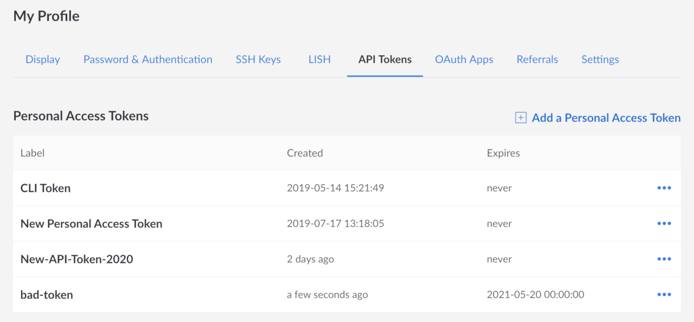 My Profile
Display Password & Authentication SSH Keys LISH API Tokens OAuth Apps Referrals Settings
Personal Access Tokens + Add a Personal Access Token
Label Created Expires
CLI Token 2019-05-14 15:21:49 never •••
New Personal Access Token 2019-07-17 13:18:05 never •••
New-API-Token-2020 2 days ago never •••
bad-token a few seconds ago 2021-05-20 00:00:00 •••